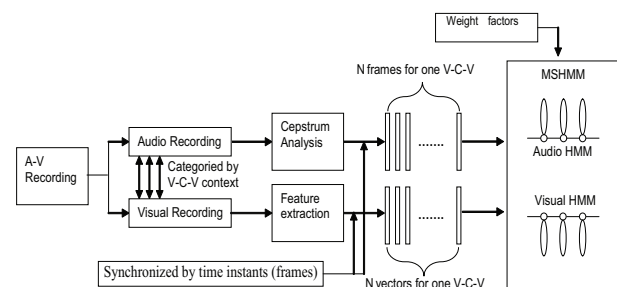 Weight factors
N frames for one V-C-V
MSHMM
Audio Recording
Cepstrum
Analysis
.......
Audio HMM
A-V
Recording
Categoried by
V-C-V context
Visual Recording
Feature
extraction
.......
Visual HMM
Synchronized by time instants (frames)
N vectors for one V-C-V